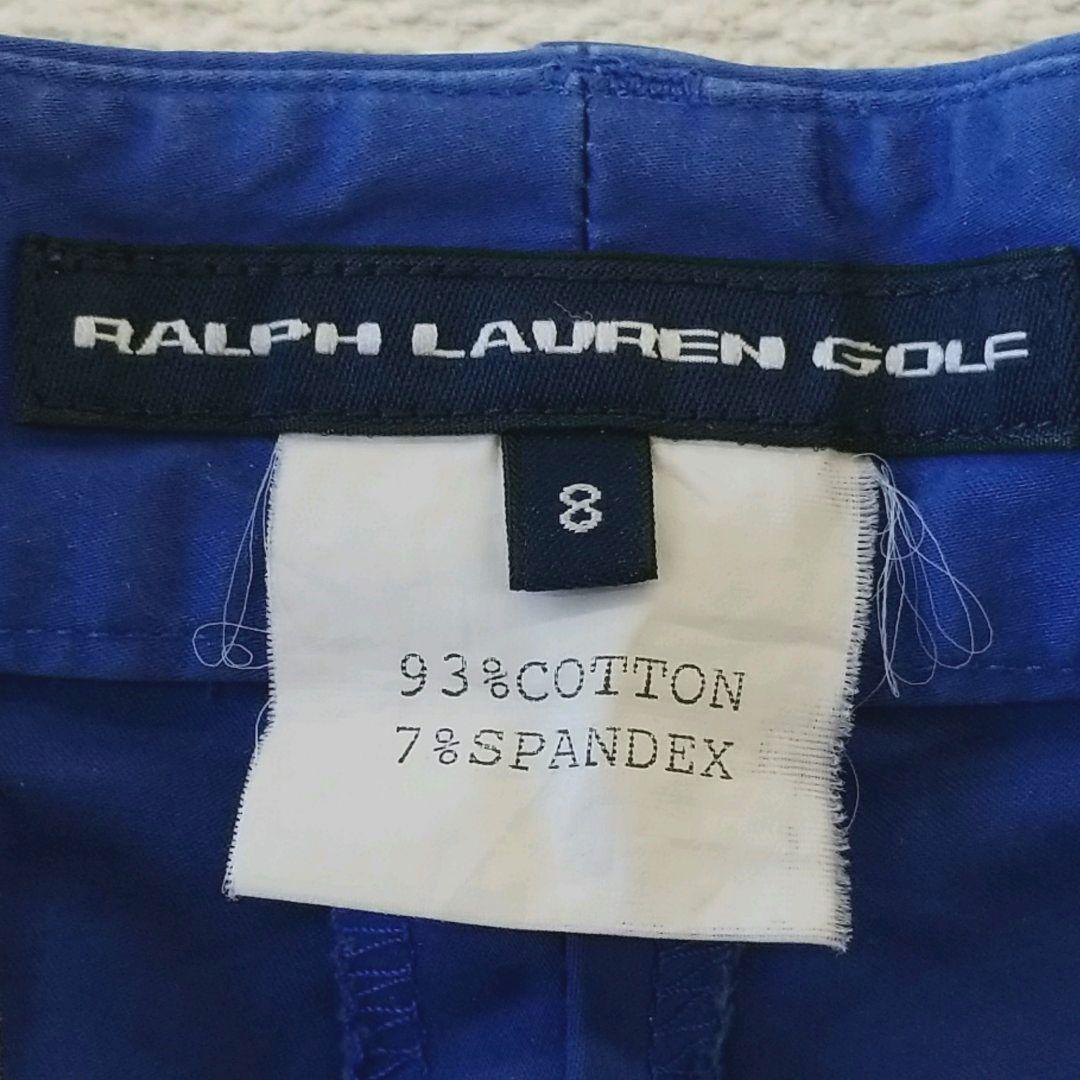 RALPH LAUREN GOLF
8
93%COTTON
7%SPANDEX